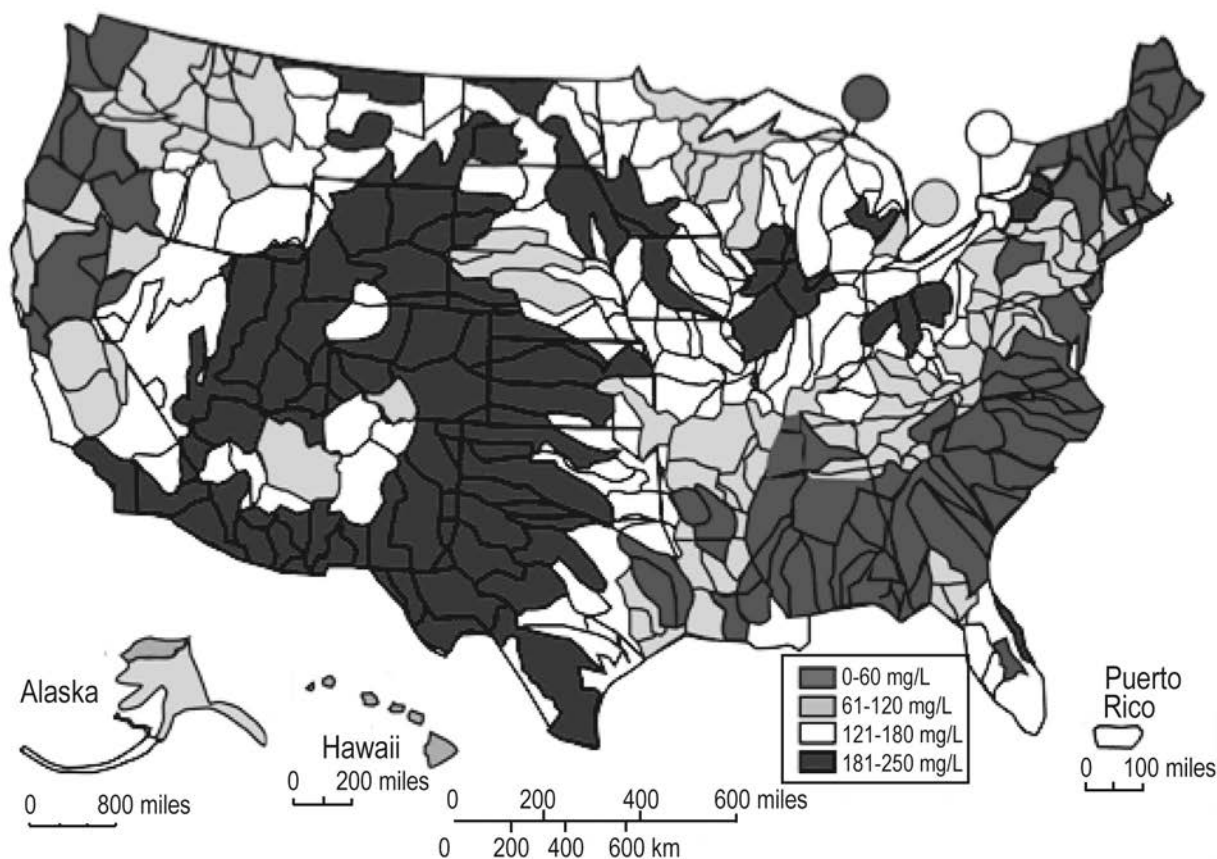 Alaska
0 800 miles
Hawaii
0 200 miles
0 200 400 600 miles
0 200 400 600 km
0-60 mg/L
61-120 mg/L
121-180 mg/L
181-250 mg/L
Puerto
Rico
0 100 miles